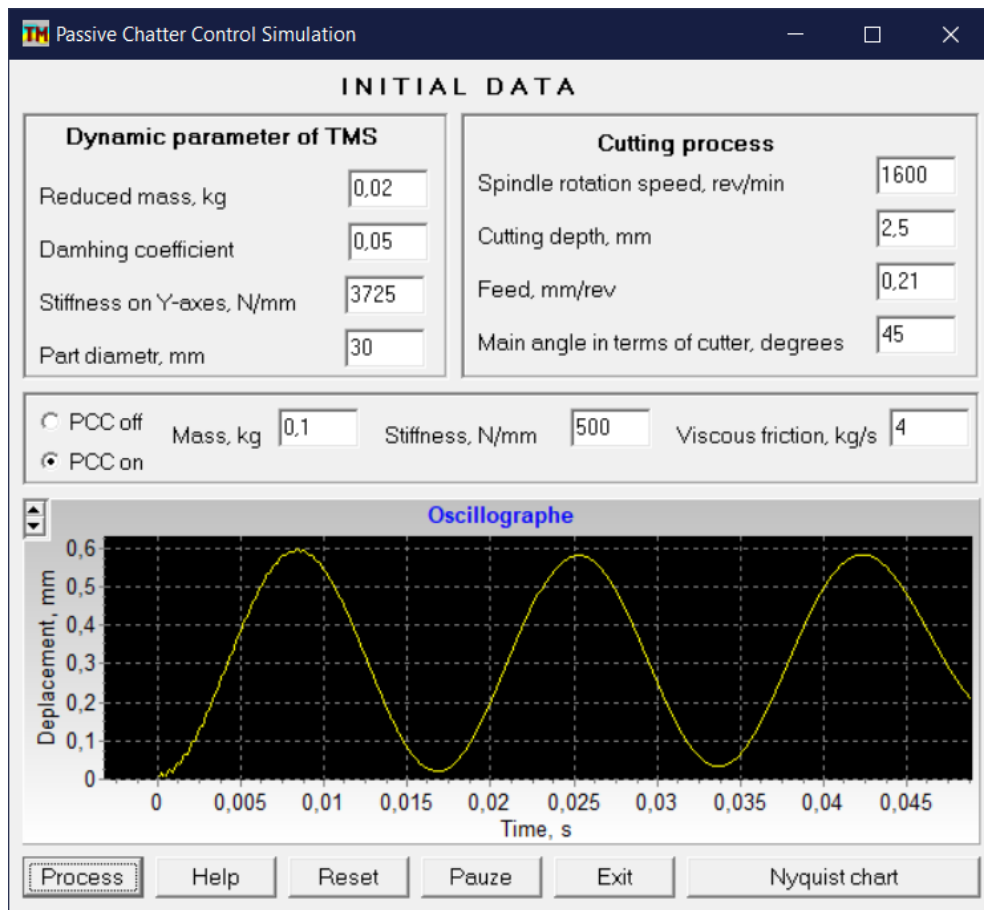 TM Passive Chatter Control Simulation
INITIAL DATA
Dynamic parameter of TMS
Reduced mass, kg 0,02
Damhing coefficient 0,05
Stiffness on Y-axes, N/mm 3725
Part diametr, mm 30
Cutting process
Spindle rotation speed, rev/min 1600
Cutting depth, mm 2,5
Feed, mm/rev 0,21
Main angle in terms of cutter, degrees 45
PCC off
PCC on
Mass, kg 0,1 Stiffness, N/mm 500 Viscous friction, kg/s 4
Oscillographe
Deplacement, mm
0,6
0,5
0,4
0,3
0,2
0,1
0
0 0,005 0,01 0,015 0,02 0,025 0,03 0,035 0,04 0,045
Time, s
Process Help Reset Pauze Exit Nyquist chart